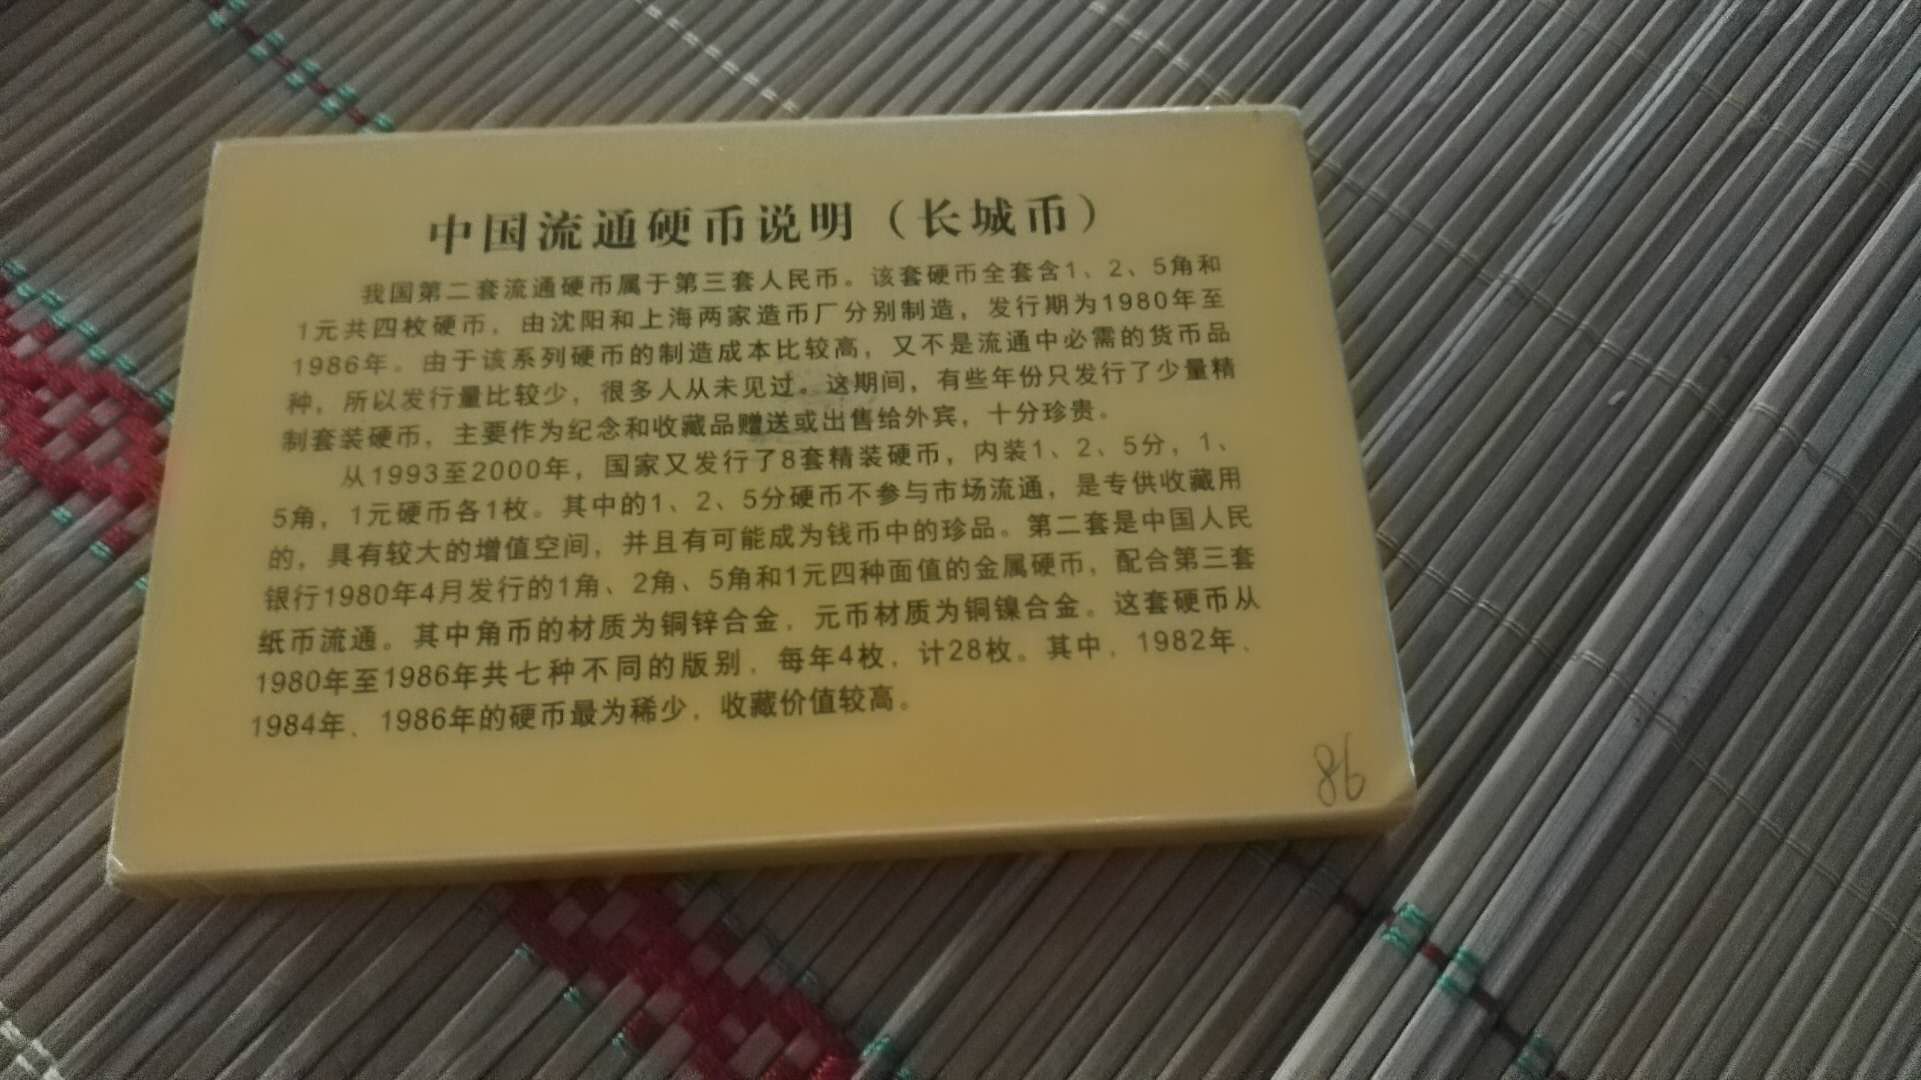 中国流通硬币说明（长城币）
我国第二套流通硬币属于第三套人民币。该套硬币全套含1、2、5角和
1元共四枚硬币，由沈阳和上海两家造币厂分别制造，发行期为1980年至
1986年。由于该系列硬币的制造成本比较高，又不是流通中必需的货币品
种，所以发行量比较少，很多人从未见过。这期间，有些年份只发行了少量精
制套装硬币，主要作为纪念和收藏品赠送或出售给外宾，十分珍贵。
从1993至2000年，国家又发行了8套精装硬币，内装1、2、5分，1、
5角，1元硬币各1枚。其中的1、2、5分硬币不参与市场流通，是专供收藏用
的，具有较大的增值空间，并且有可能成为钱币中的珍品。第二套是中国人民
银行1980年4月发行的1角、2角、5角和1元四种面值的金属硬币，配合第三套
纸币流通。其中角币的材质为铜锌合金，元币材质为铜镍合金。这套硬币从
1980年至1986年共七种不同的版别，每年4枚，计28枚。其中，1982年、
1984年、1986年的硬币最为稀少，收藏价值较高。
86